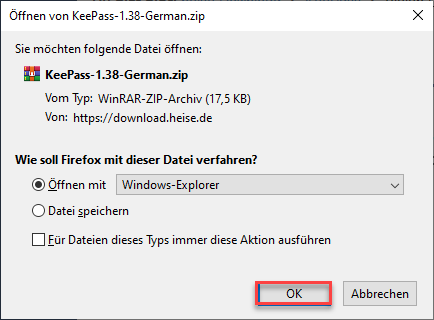 Öffnen von KeePass-1.38-German.zip
Sie möchten folgende Datei öffnen:
KeePass-1.38-German.zip
Vom Typ: WinRAR-ZIP-Archiv (17,5 KB)
Von: https://download.heise.de
Wie soll Firefox mit dieser Datei verfahren?
Öffnen mit Windows-Explorer
Datei speichern
Für Dateien dieses Typs immer diese Aktion ausführen
OK Abbrechen